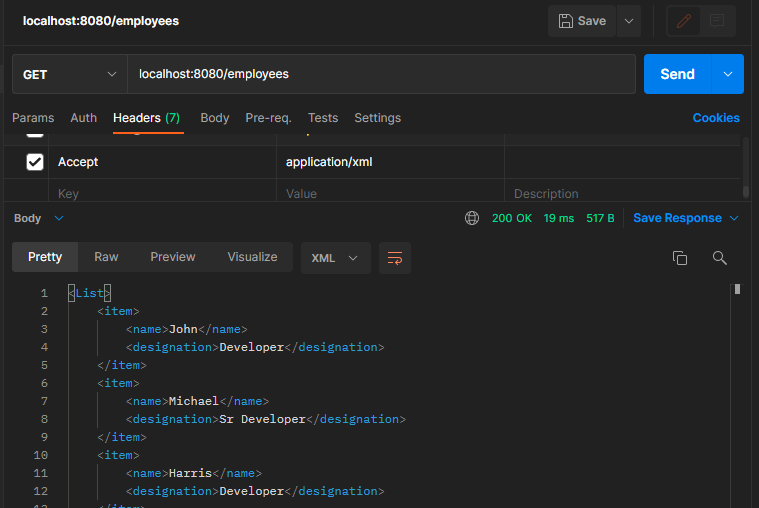 localhost:8080/employees
Save
GET
localhost:8080/employees
Send
Params Auth Headers (7) Body Pre-req. Tests Settings Cookies
Accept application/xml
Key Value Description
Body 200 OK 19 ms 517 B Save Response
Pretty Raw Preview Visualize XML
1 <List>
2 <item>
3 <name>John</name>
4 <designation>Developer</designation>
5 </item>
6 <item>
7 <name>Michael</name>
8 <designation>Sr Developer</designation>
9 </item>
10 <item>
11 <name>Harris</name>
12 <designation>Developer</designation>